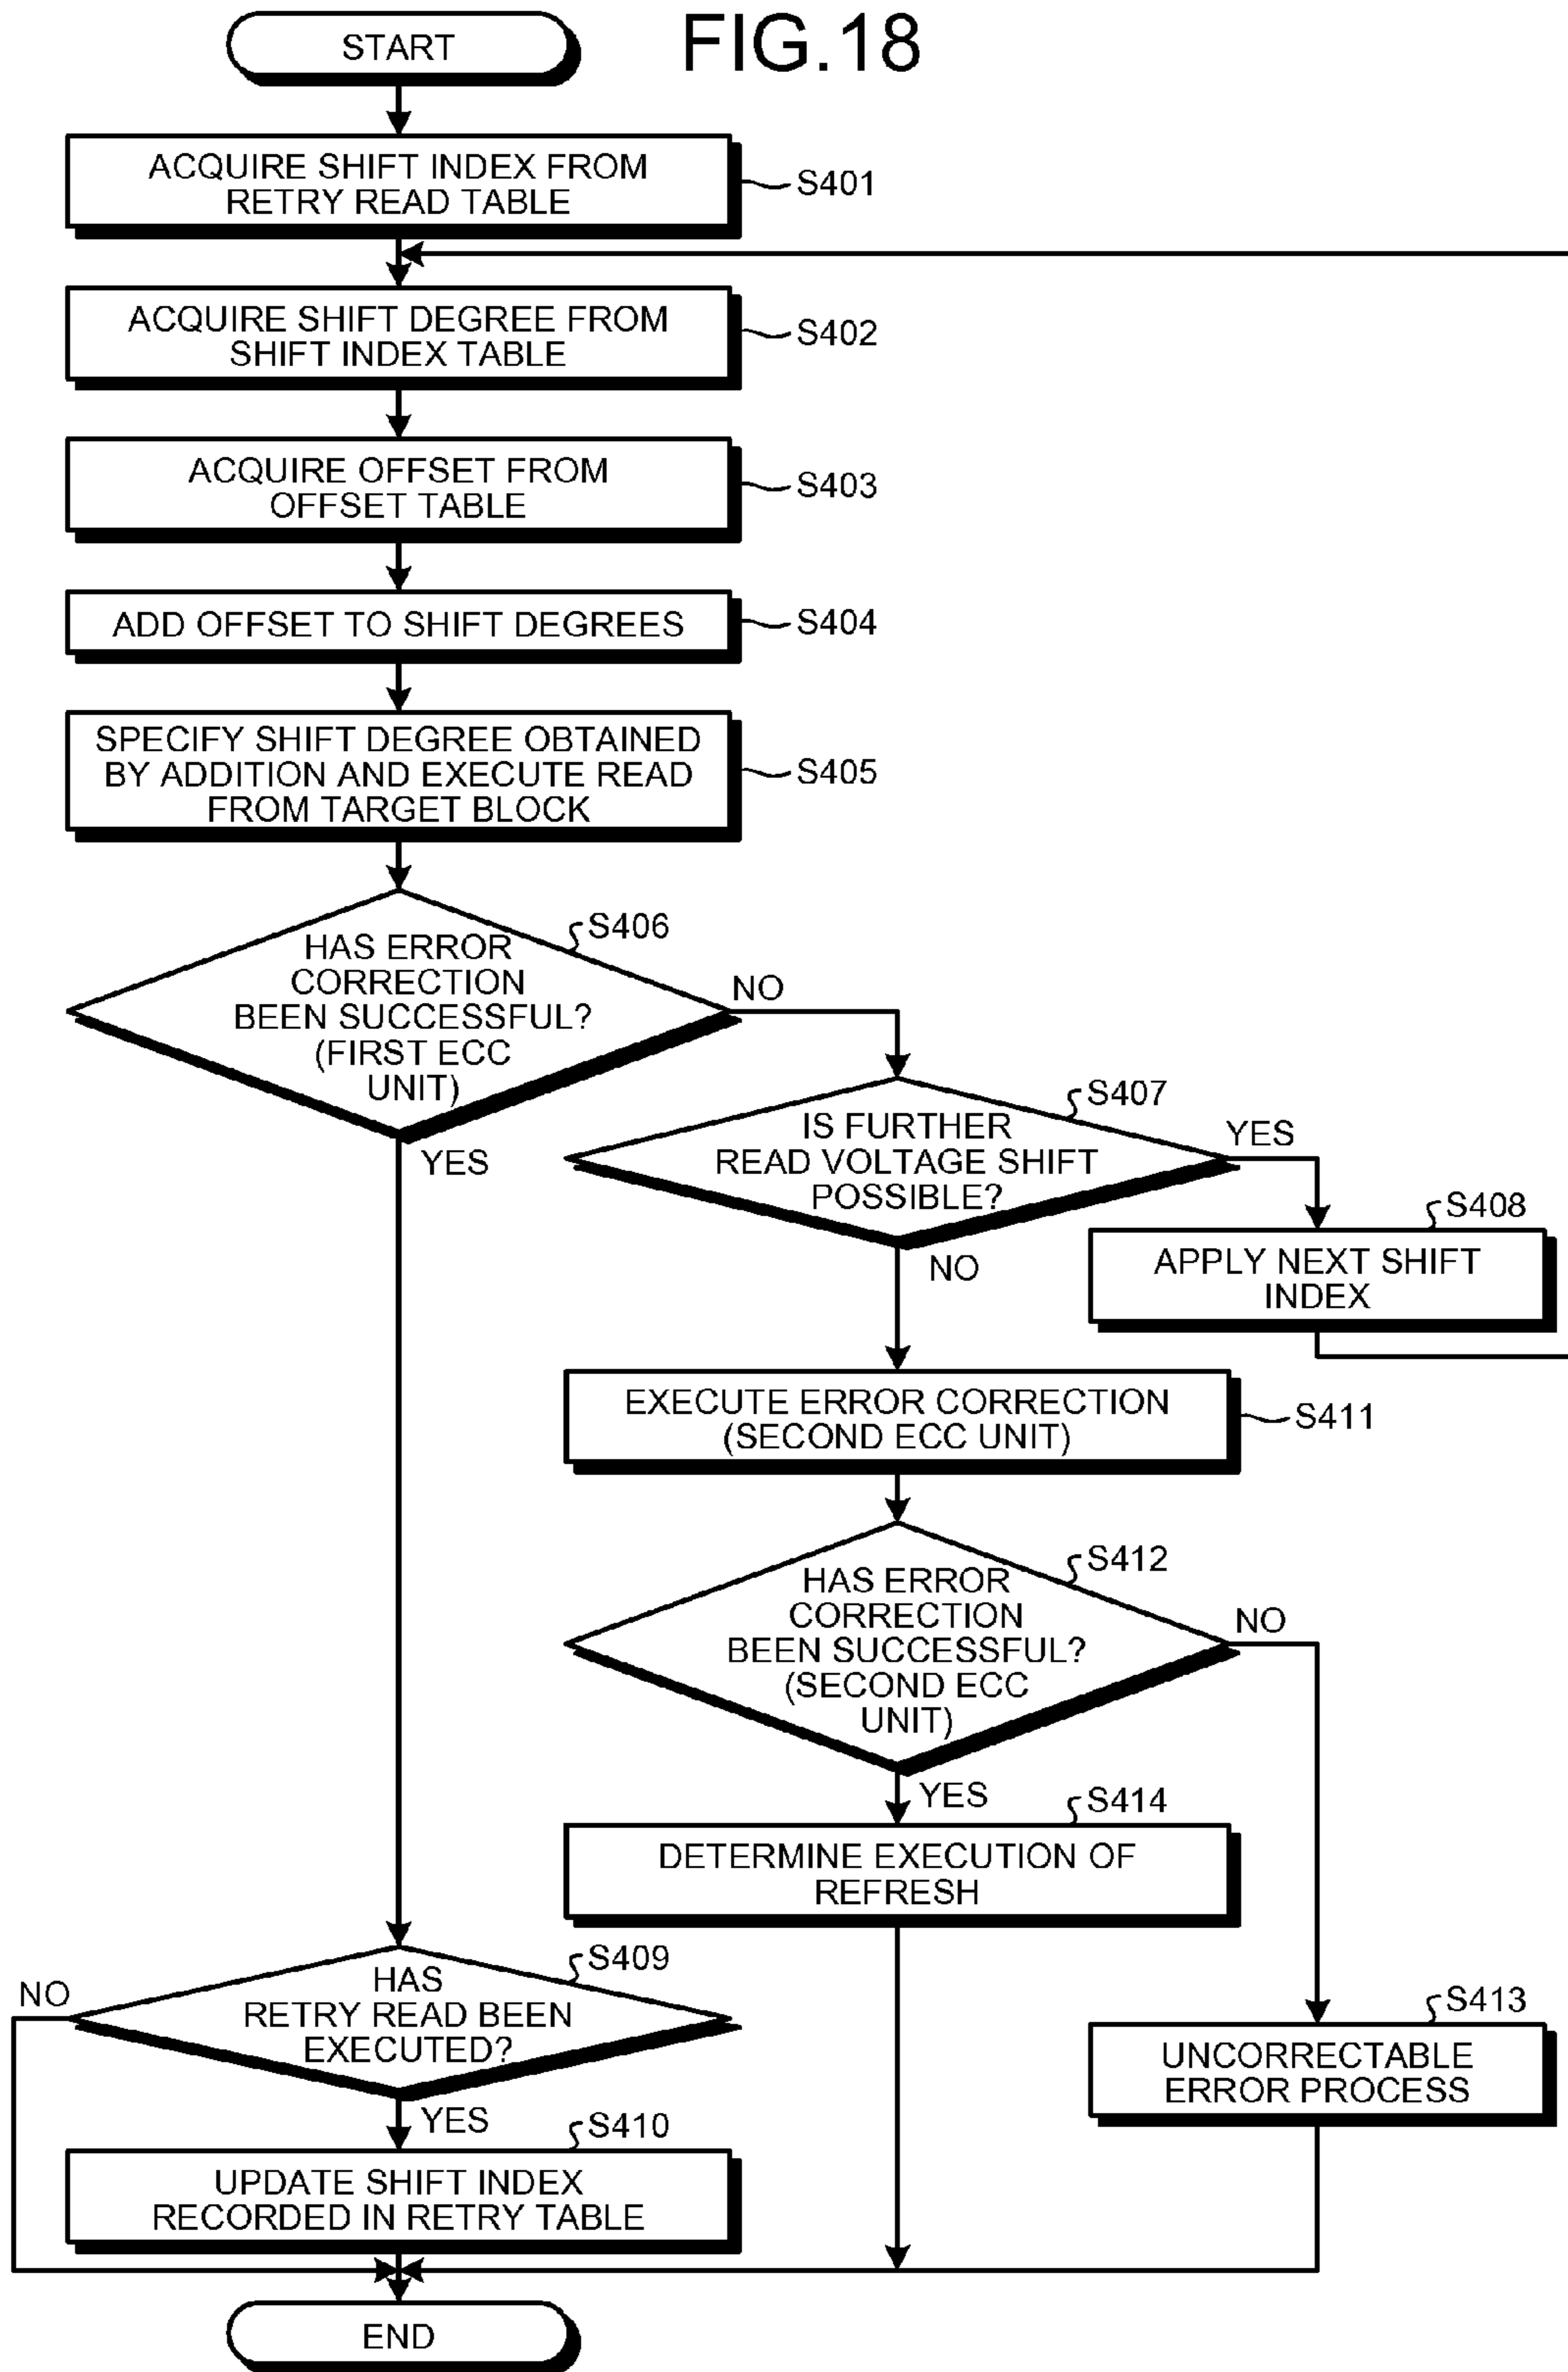 FIG.18
START
ACQUIRE SHIFT INDEX FROM
RETRY READ TABLE
S401
ACQUIRE SHIFT DEGREE FROM
SHIFT INDEX TABLE
S402
ACQUIRE OFFSET FROM
OFFSET TABLE
S403
ADD OFFSET TO SHIFT DEGREES
S404
SPECIFY SHIFT DEGREE OBTAINED
BY ADDITION AND EXECUTE READ
FROM TARGET BLOCK
S405
S406
HAS ERROR
CORRECTION
BEEN SUCCESSFUL?
(FIRST ECC
UNIT)
NO
YES
S407
IS FURTHER
READ VOLTAGE SHIFT
POSSIBLE?
YES
NO
S408
APPLY NEXT SHIFT
INDEX
EXECUTE ERROR CORRECTION
(SECOND ECC UNIT)
S411
S412
HAS ERROR
CORRECTION
BEEN SUCCESSFUL?
(SECOND ECC
UNIT)
NO
YES
S414
DETERMINE EXECUTION OF
REFRESH
S409
HAS
RETRY READ BEEN
EXECUTED?
NO
YES
S413
UNCORRECTABLE
ERROR PROCESS
S410
UPDATE SHIFT INDEX
RECORDED IN RETRY TABLE
END